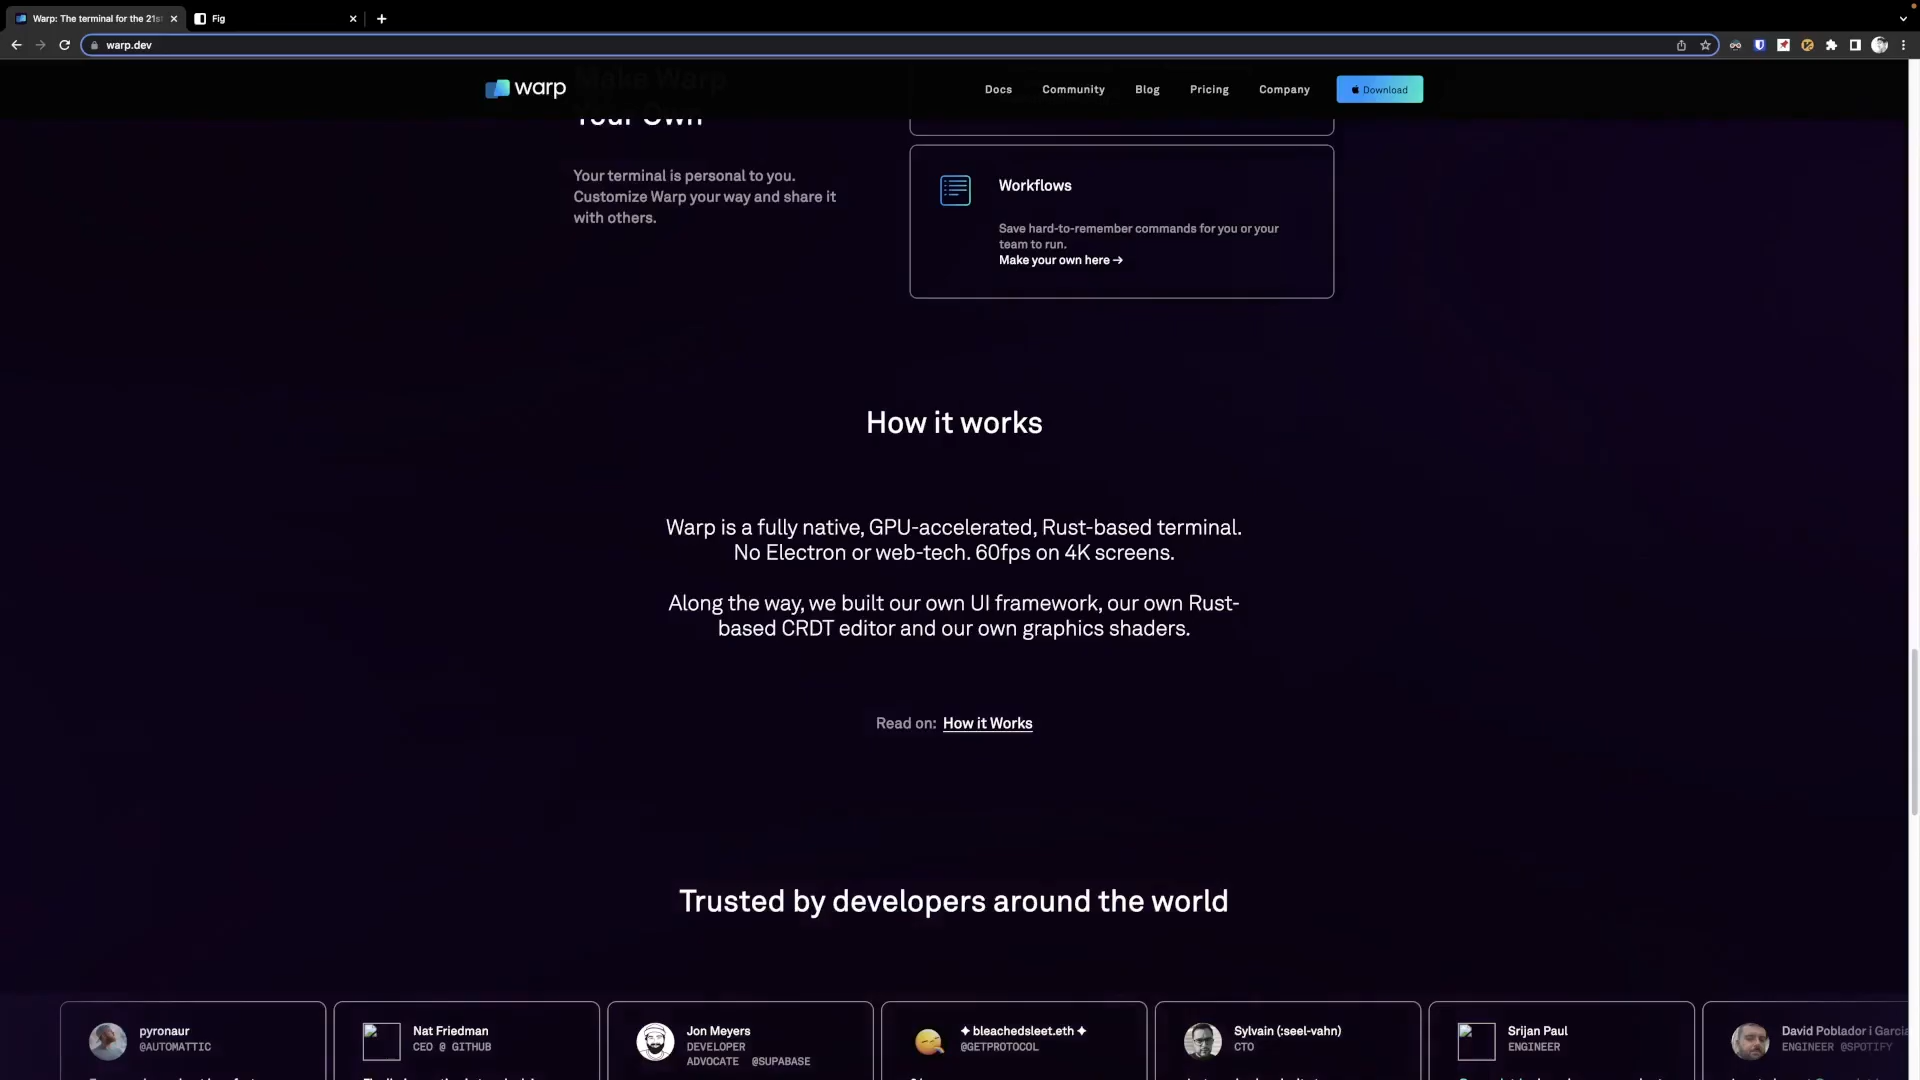 Warp: The terminal for the 21st
Fig
warp.dev
warp
Docs
Community
Blog
Pricing
Company
Download
Make Warp
Your Own
Your terminal is personal to you.
Customize Warp your way and share it
with others.
Workflows
Save hard-to-remember commands for you or your
team to run.
Make your own here →
How it works
Warp is a fully native, GPU-accelerated, Rust-based terminal.
No Electron or web-tech. 60fps on 4K screens.
Along the way, we built our own UI framework, our own Rust-
based CRDT editor and our own graphics shaders.
Read on: How it Works
Trusted by developers around the world
pyronaur
@AUTOMATTIC
Nat Friedman
CEO @ GITHUB
Jon Meyers
DEVELOPER
ADVOCATE @SUPABASE
✦ bleachedsleet.eth ✦
@GETPROTOCOL
Sylvain (:seel-vahn)
CTO
Srijan Paul
ENGINEER
David Poblador i Garcia
ENGINEER @SPOTIFY